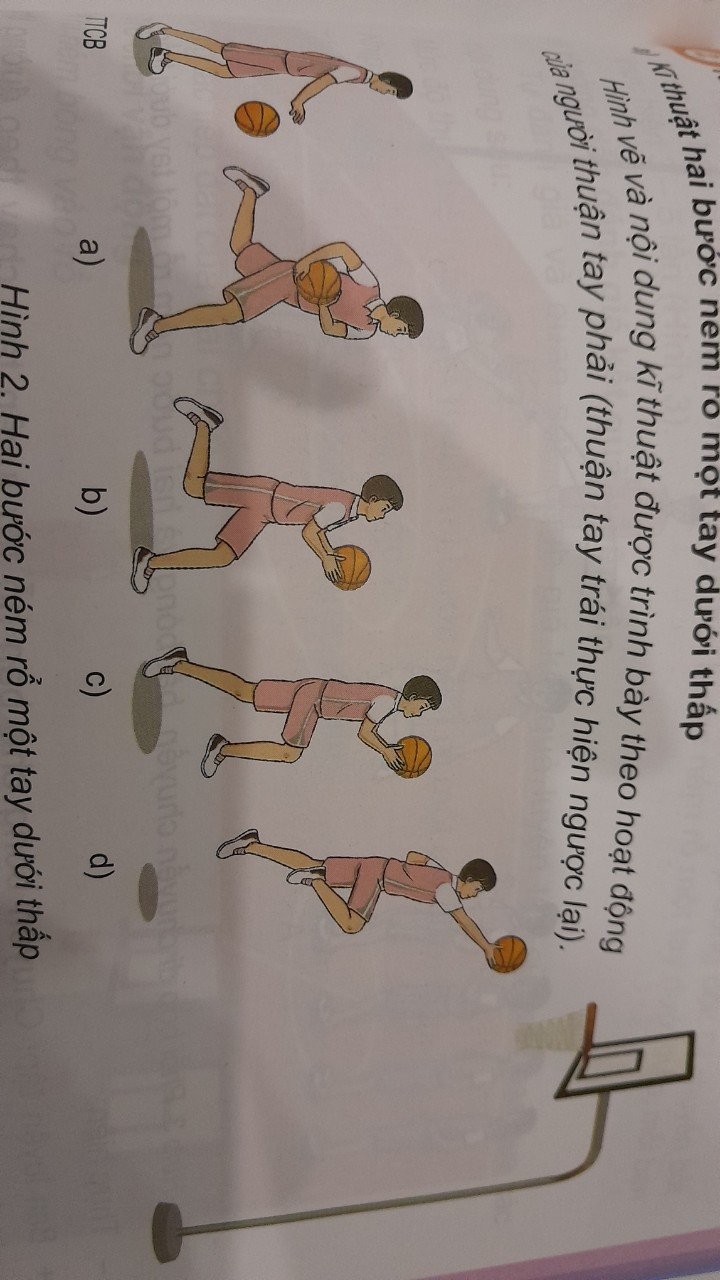 a) Kĩ thuật hai bước ném rổ một tay dưới thấp
Hình vẽ và nội dung kĩ thuật được trình bày theo hoạt động
của người thuận tay phải (thuận tay trái thực hiện ngược lại).
TTCB
a)
b)
c)
d)
Hình 2. Hai bước ném rổ một tay dưới thấp